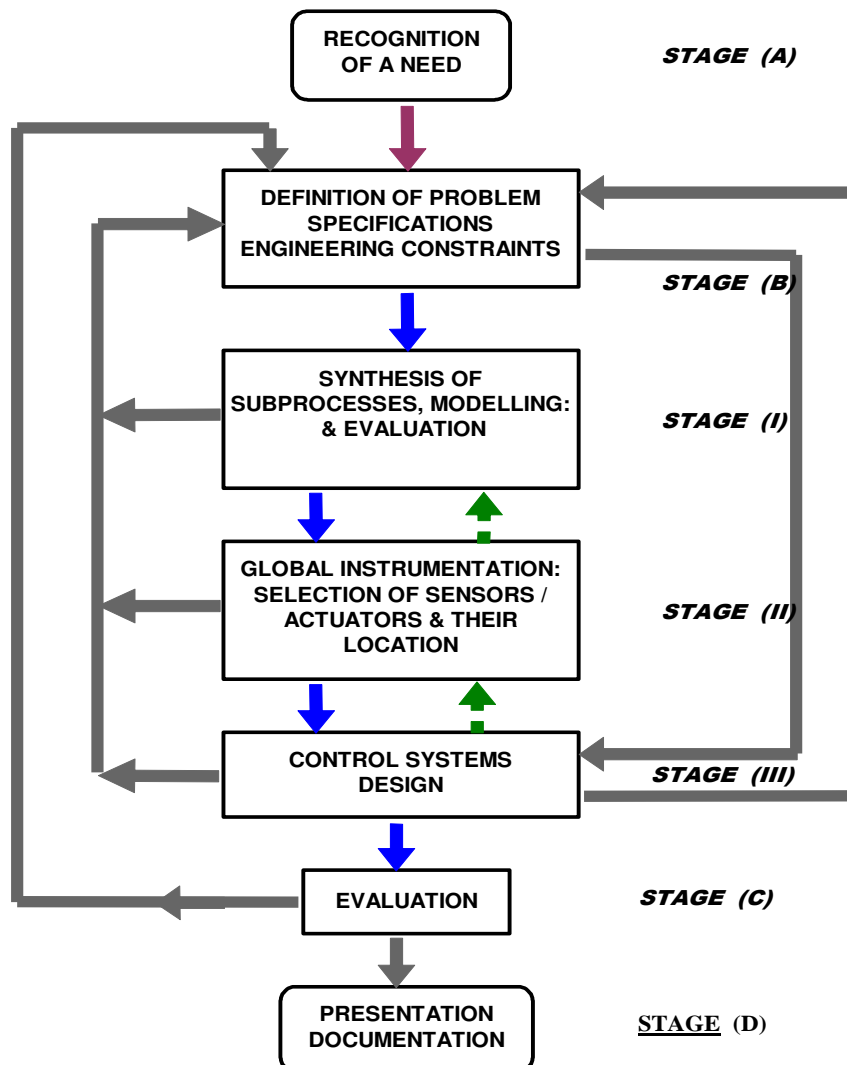 RECOGNITION
OF A NEED
STAGE (A)
DEFINITION OF PROBLEM
SPECIFICATIONS
ENGINEERING CONSTRAINTS
STAGE (B)
SYNTHESIS OF
SUBPROCESSES, MODELLING:
& EVALUATION
STAGE (I)
GLOBAL INSTRUMENTATION:
SELECTION OF SENSORS /
ACTUATORS & THEIR
LOCATION
STAGE (II)
CONTROL SYSTEMS
DESIGN
STAGE (III)
EVALUATION
STAGE (C)
PRESENTATION
DOCUMENTATION
STAGE (D)